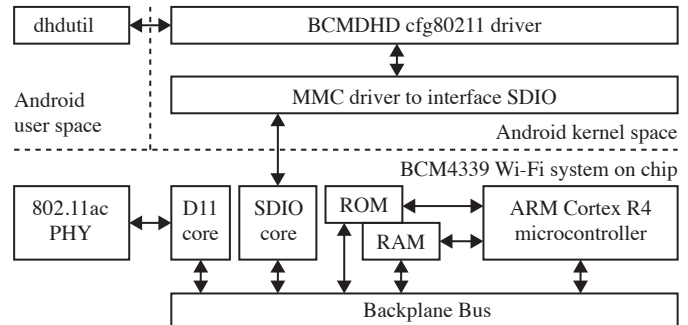 dhdutil
BCMDHD cfg80211 driver
MMC driver to interface SDIO
Android
user space
Android kernel space
BCM4339 Wi-Fi system on chip
802.11ac
PHY
D11
core
SDIO
core
ROM
RAM
ARM Cortex R4
microcontroller
Backplane Bus